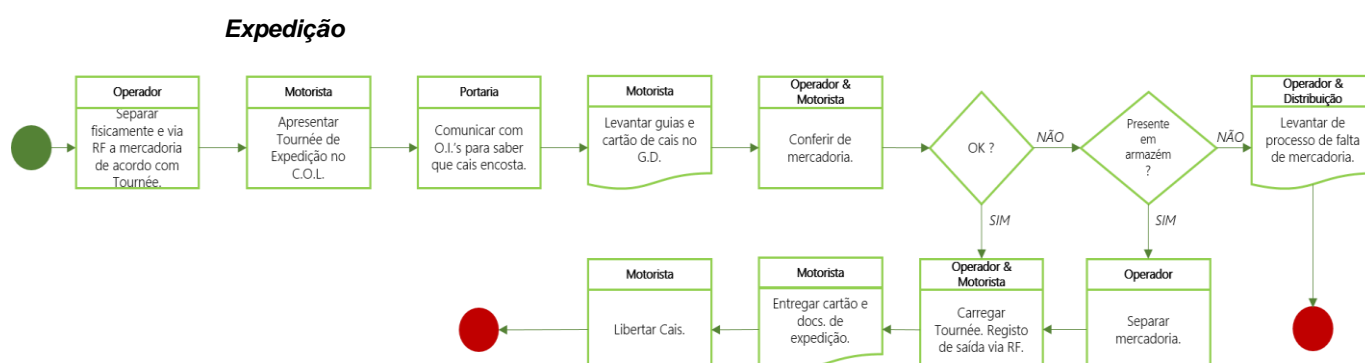 Expedição
Operador
Separar
fisicamente e via
RF a mercadoria
de acordo com
Tournée.
Motorista
Apresentar
Tournée de
Expedição no
C.O.L.
Portaria
Comunicar com
O.I.'s para saber
que cais encosta.
Motorista
Levantar guias e
cartão de cais no
G.D.
Operador &
Motorista
Conferir de
mercadoria.
OK ?
NÃO
Presente
em
armazém
?
NÃO
Operador &
Distribuição
Levantar de
processo de falta
de mercadoria.
SIM
SIM
Motorista
Libertar Cais.
Motorista
Entregar cartão e
docs. de
expedição.
Operador &
Motorista
Carregar
Tournée. Registo
de saída via RF.
Operador
Separar
mercadoria.